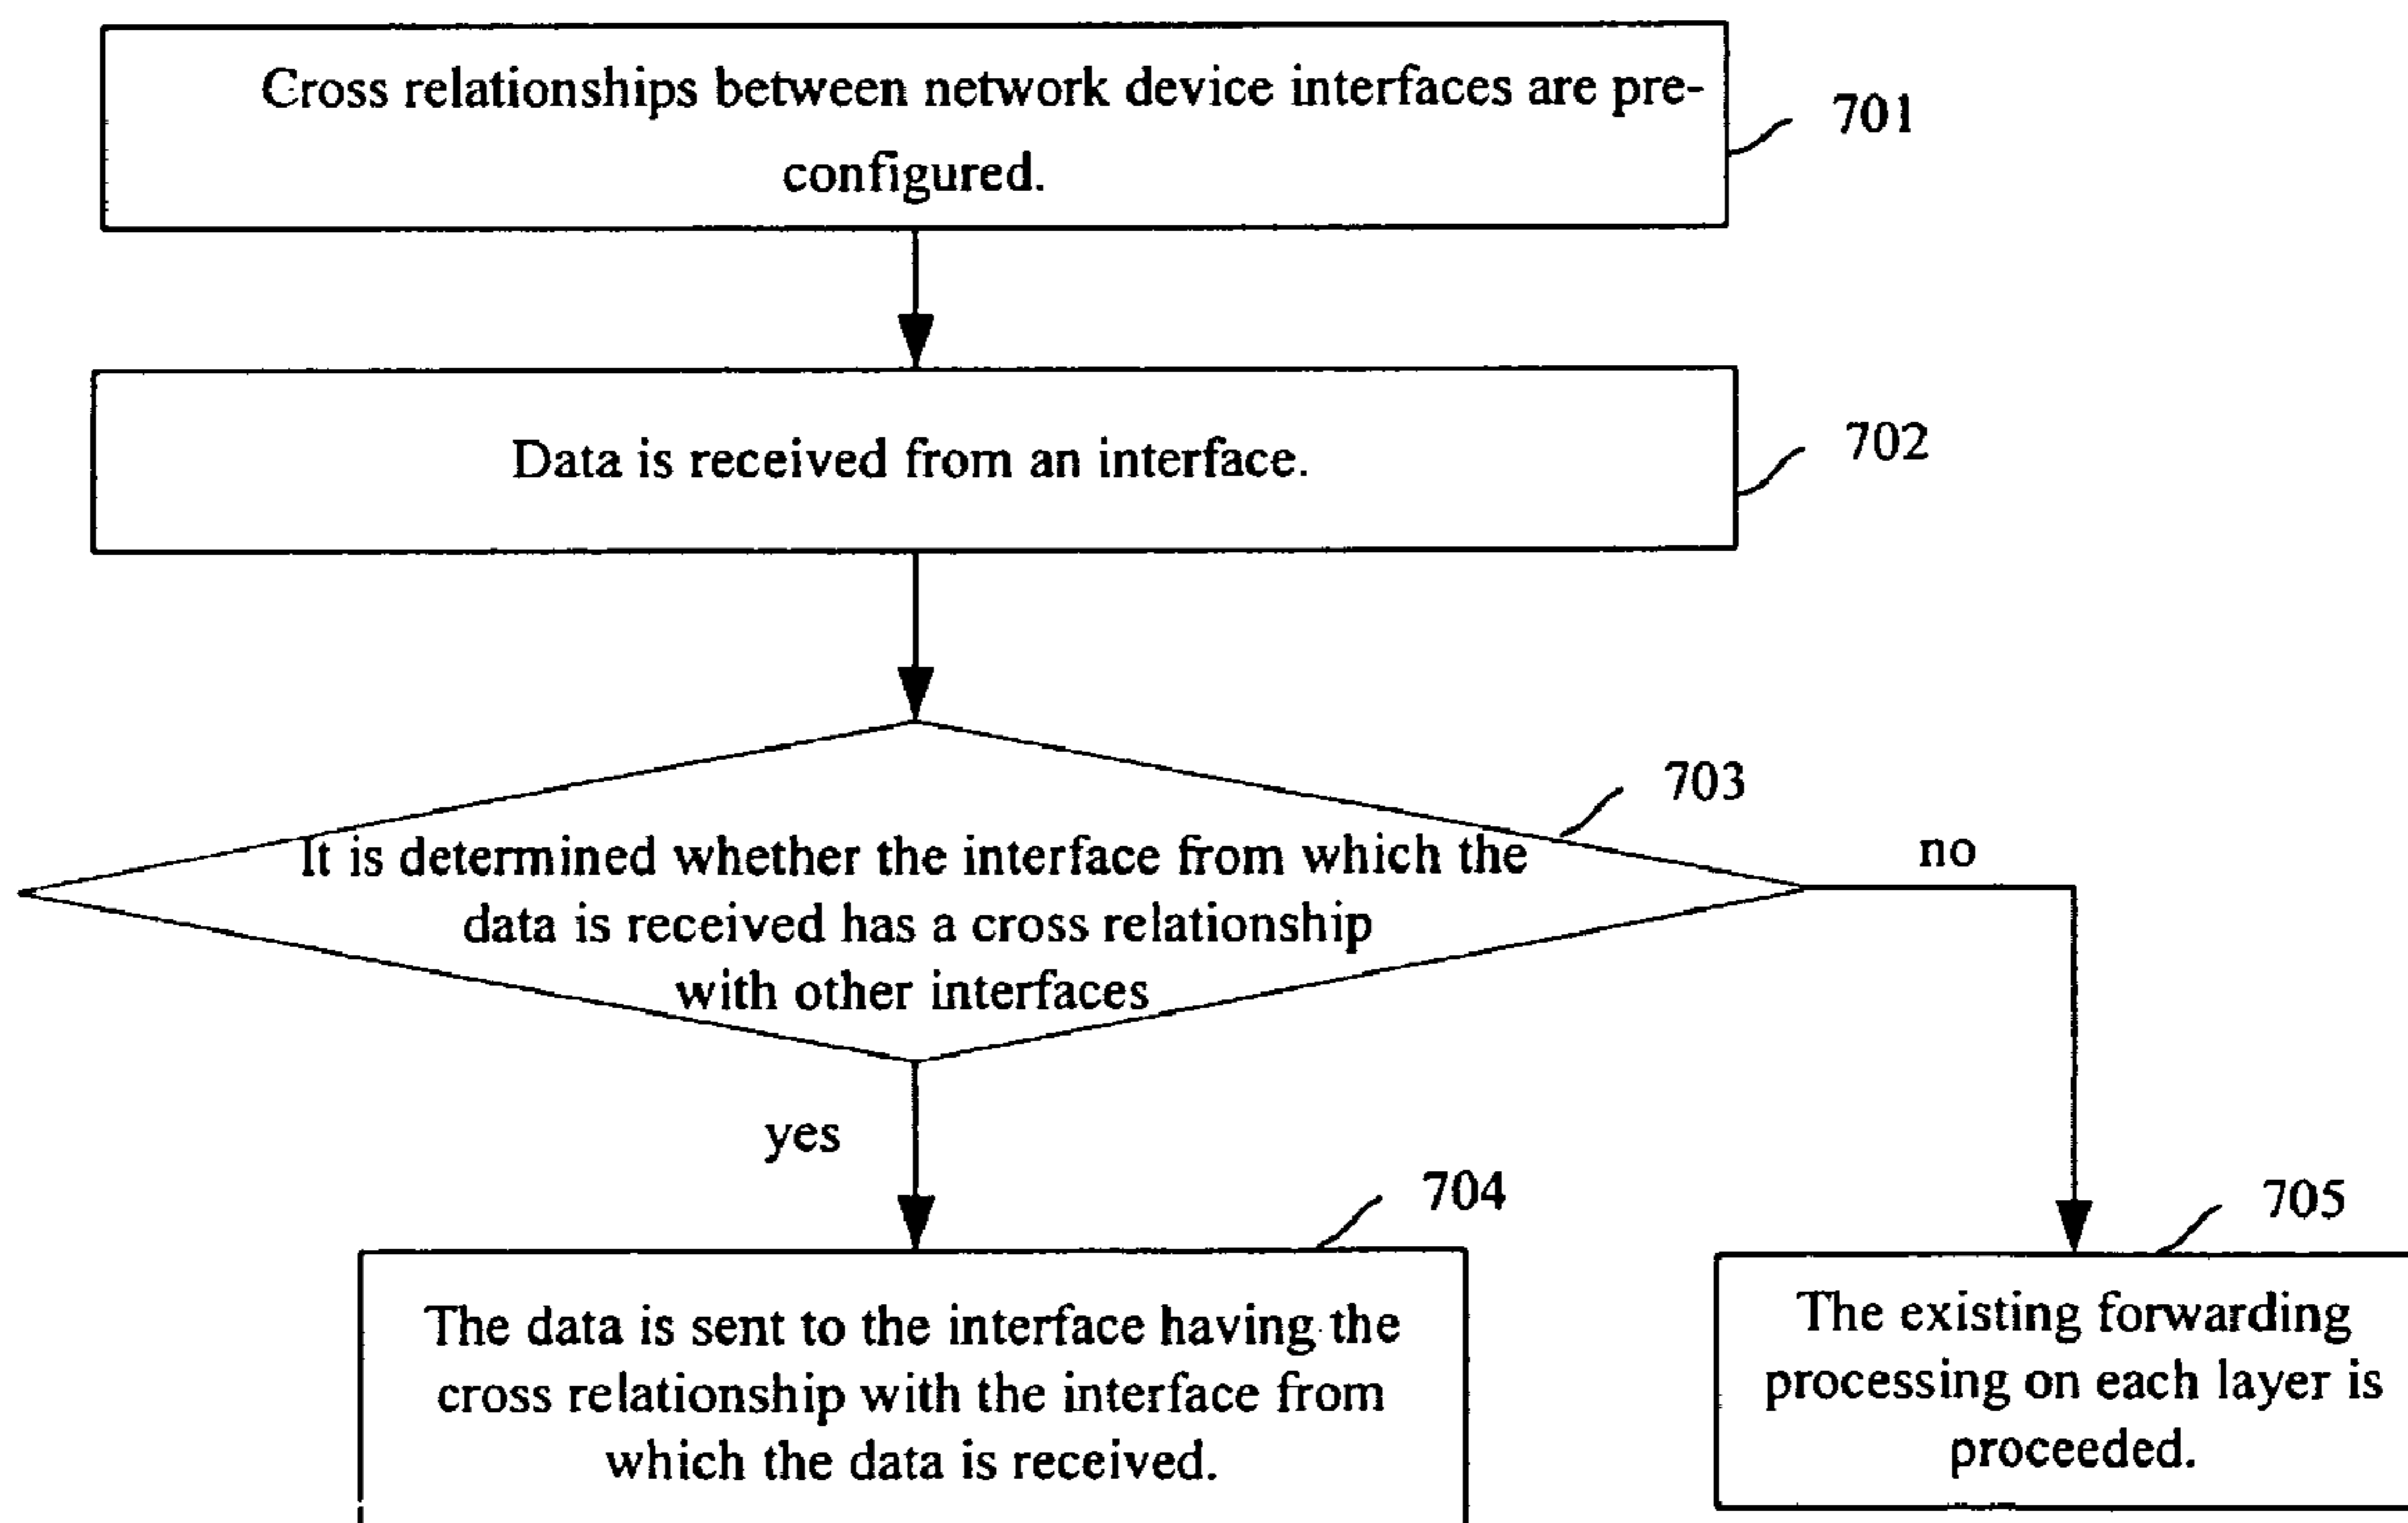 Cross relationships between network device interfaces are pre-
configured.
701
Data is received from an interface.
702
703
It is determined whether the interface from which the
data is received has a cross relationship
with other interfaces
no
yes
704
The data is sent to the interface having the
cross relationship with the interface from
which the data is received.
705
The existing forwarding
processing on each layer is
proceeded.